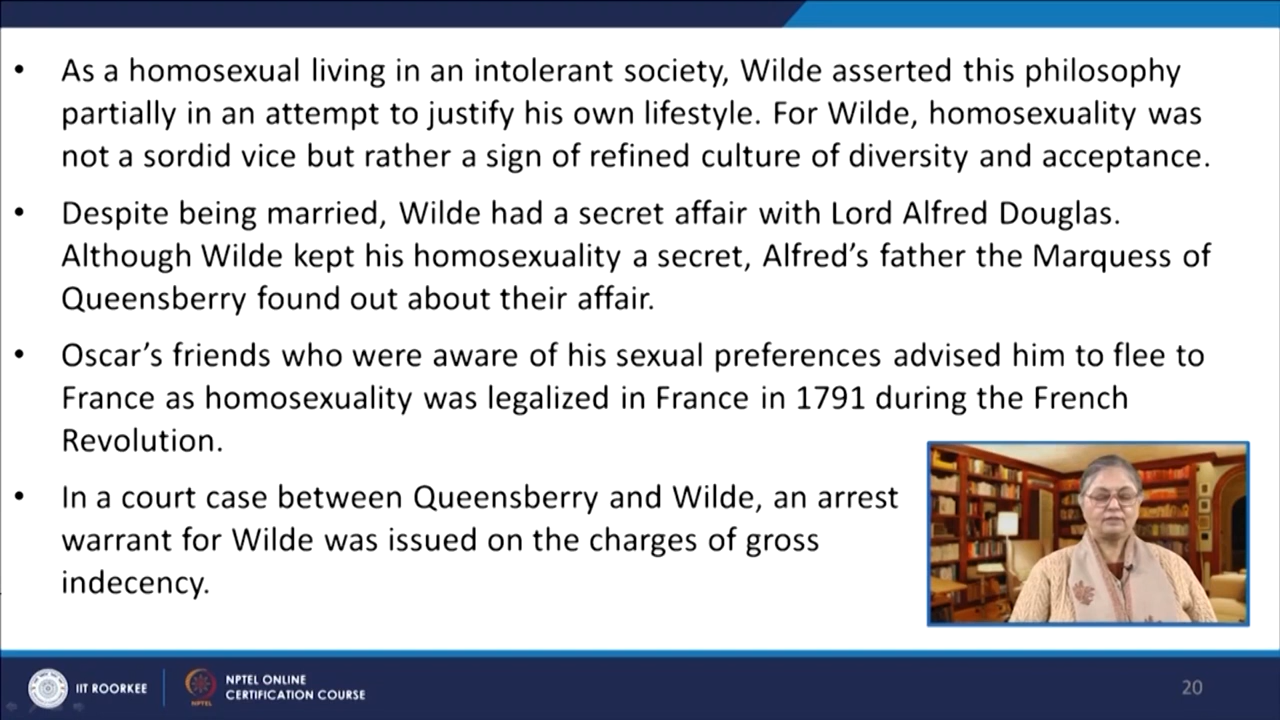 • As a homosexual living in an intolerant society, Wilde asserted this philosophy
partially in an attempt to justify his own lifestyle. For Wilde, homosexuality was
not a sordid vice but rather a sign of refined culture of diversity and acceptance.
• Despite being married, Wilde had a secret affair with Lord Alfred Douglas.
Although Wilde kept his homosexuality a secret, Alfred’s father the Marquess of
Queensberry found out about their affair.
• Oscar’s friends who were aware of his sexual preferences advised him to flee to
France as homosexuality was legalized in France in 1791 during the French
Revolution.
• In a court case between Queensberry and Wilde, an arrest
warrant for Wilde was issued on the charges of gross
indecency.
IIT ROORKEE
NPTEL
NPTEL ONLINE
CERTIFICATION COURSE
20